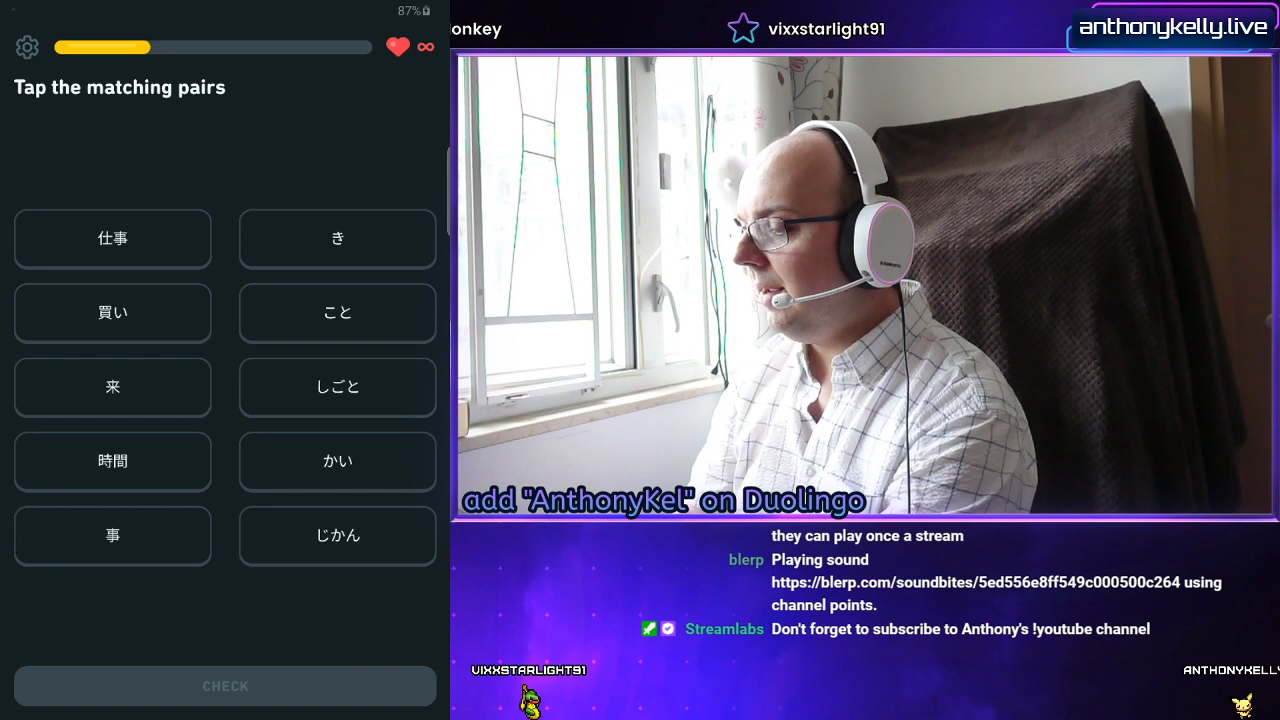 87%
Tap the matching pairs
仕事
き
買い
こと
来
しごと
時間
かい
事
じかん
CHECK
onkey
vixxstarlight91
anthonykelly.live
add "AnthonyKel" on Duolingo
they can play once a stream
blerp Playing sound
https://blerp.com/soundbites/5ed556e8ff549c000500c264 using
channel points.
Streamlabs Don't forget to subscribe to Anthony's !youtube channel
VIXXSTARLIGHT91
ANTHONYKELLY